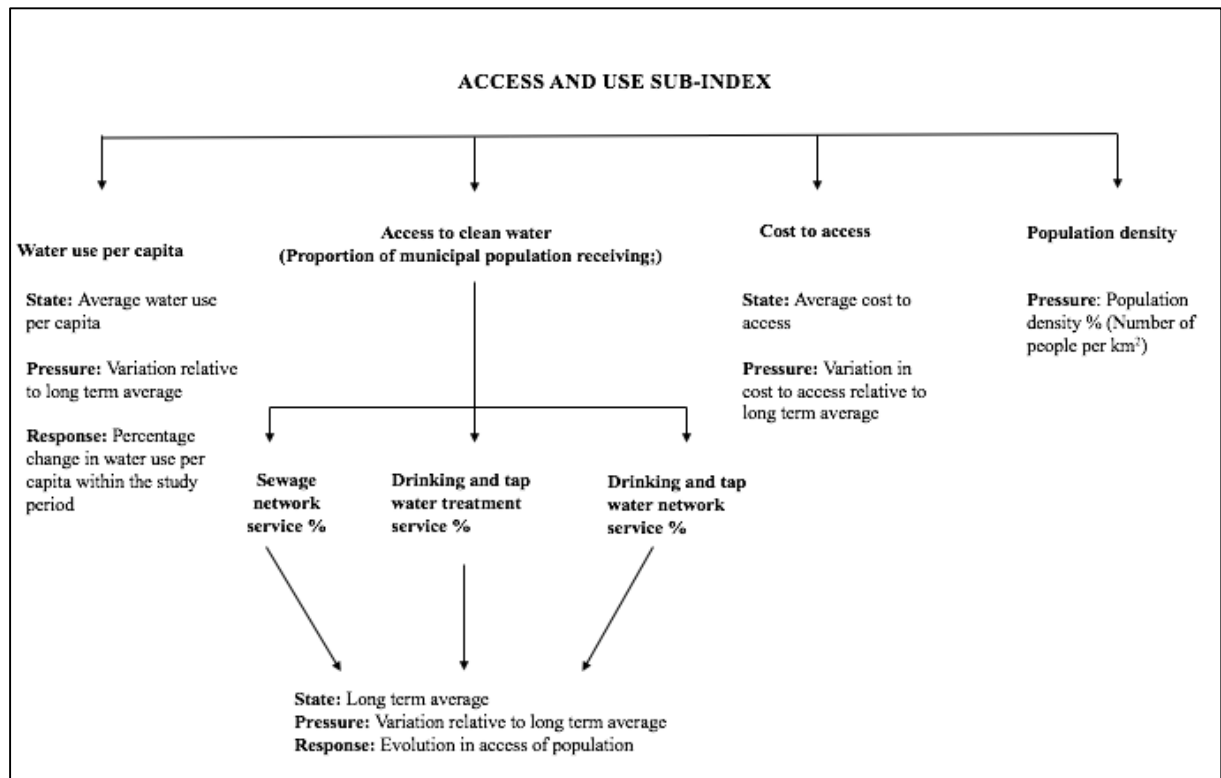 ACCESS AND USE SUB-INDEX
Water use per capita
State: Average water use
per capita
Pressure: Variation relative
to long term average
Response: Percentage
change in water use per
capita within the study
period
Access to clean water
(Proportion of municipal population receiving;)
Sewage
network
service %
Drinking and tap
water treatment
service %
Drinking and tap
water network
service %
State: Long term average
Pressure: Variation relative to long term average
Response: Evolution in access of population
Cost to access
State: Average cost to
access
Pressure: Variation in
cost to access relative to
long term average
Population density
Pressure: Population
density % (Number of
people per km²)